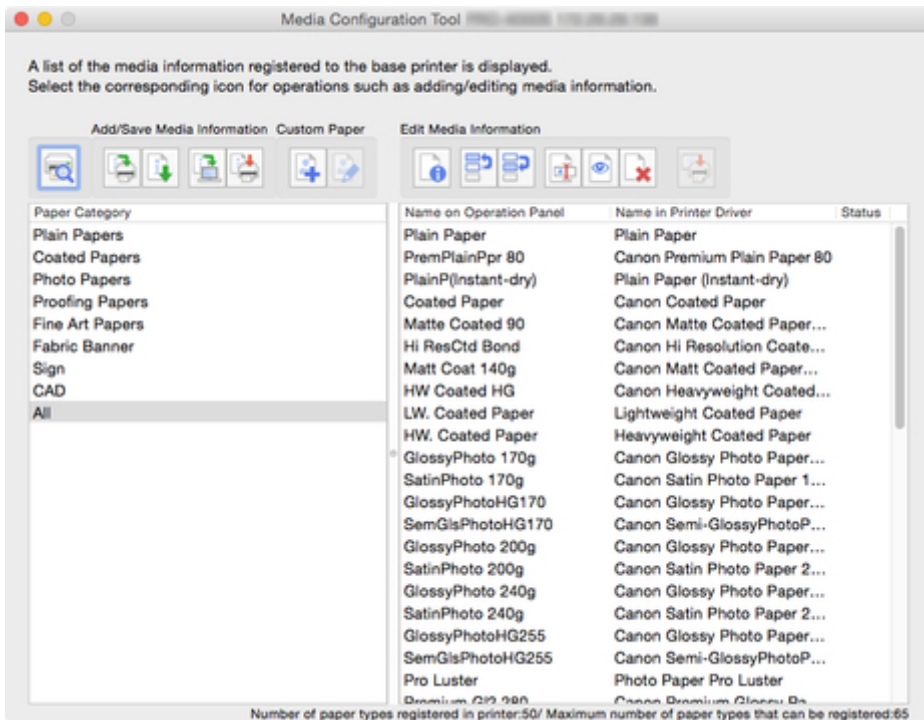 Media Configuration Tool
A list of the media information registered to the base printer is displayed.
Select the corresponding icon for operations such as adding/editing media information.
Add/Save Media Information Custom Paper Edit Media Information
Paper Category
Plain Papers
Coated Papers
Photo Papers
Proofing Papers
Fine Art Papers
Fabric Banner
Sign
CAD
All
Name on Operation Panel Name in Printer Driver Status
Plain Paper Plain Paper
PremPlainPpr 80 Canon Premium Plain Paper 80
PlainP(Instant-dry) Plain Paper (Instant-dry)
Coated Paper Canon Coated Paper
Matte Coated 90 Canon Matte Coated Paper...
Hi ResCtd Bond Canon Hi Resolution Coate...
Matt Coat 140g Canon Matt Coated Paper...
HW Coated HG Canon Heavyweight Coated...
LW. Coated Paper Lightweight Coated Paper
HW. Coated Paper Heavyweight Coated Paper
GlossyPhoto 170g Canon Glossy Photo Paper...
SatinPhoto 170g Canon Satin Photo Paper 1...
GlossyPhotoHG170 Canon Glossy Photo Paper...
SemGlsPhotoHG170 Canon Semi-GlossyPhotoP...
GlossyPhoto 200g Canon Glossy Photo Paper...
SatinPhoto 200g Canon Satin Photo Paper 2...
GlossyPhoto 240g Canon Glossy Photo Paper...
SatinPhoto 240g Canon Satin Photo Paper 2...
GlossyPhotoHG255 Canon Glossy Photo Paper...
SemGlsPhotoHG255 Canon Semi-GlossyPhotoP...
Pro Luster Photo Paper Pro Luster
Premium Gl2 280 Canon Premium Glossy Pa...
Number of paper types registered in printer:50/ Maximum number of paper types that can be registered:65